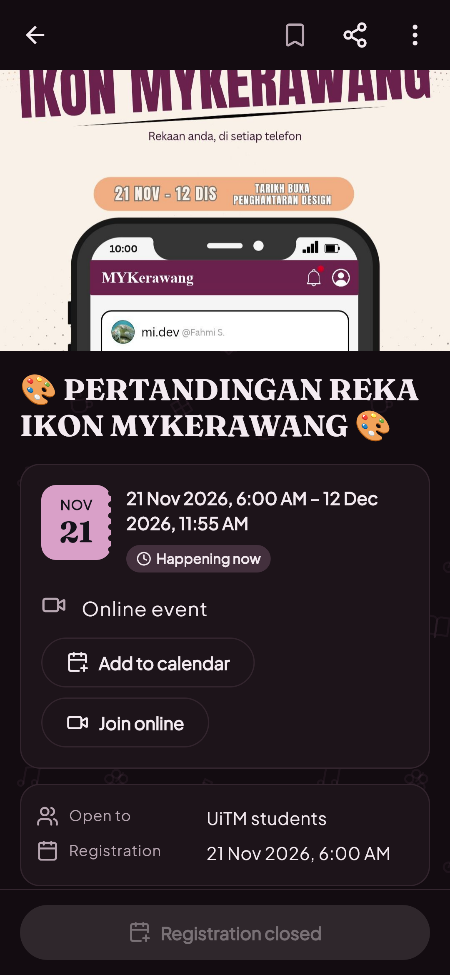 IKON MYKERAWANG
Rekaan anda, di setiap telefon
21 NOV - 12 DIS
TARIKH BUKA
PENGHANTARAN DESIGN
10:00
MYKerawang
mi.dev @Fahmi S.
🎨 PERTANDINGAN REKA
IKON MYKERAWANG 🎨
NOV
21
21 Nov 2026, 6:00 AM – 12 Dec
2026, 11:55 AM
Happening now
Online event
Add to calendar
Join online
Open to UiTM students
Registration 21 Nov 2026, 6:00 AM
Registration closed